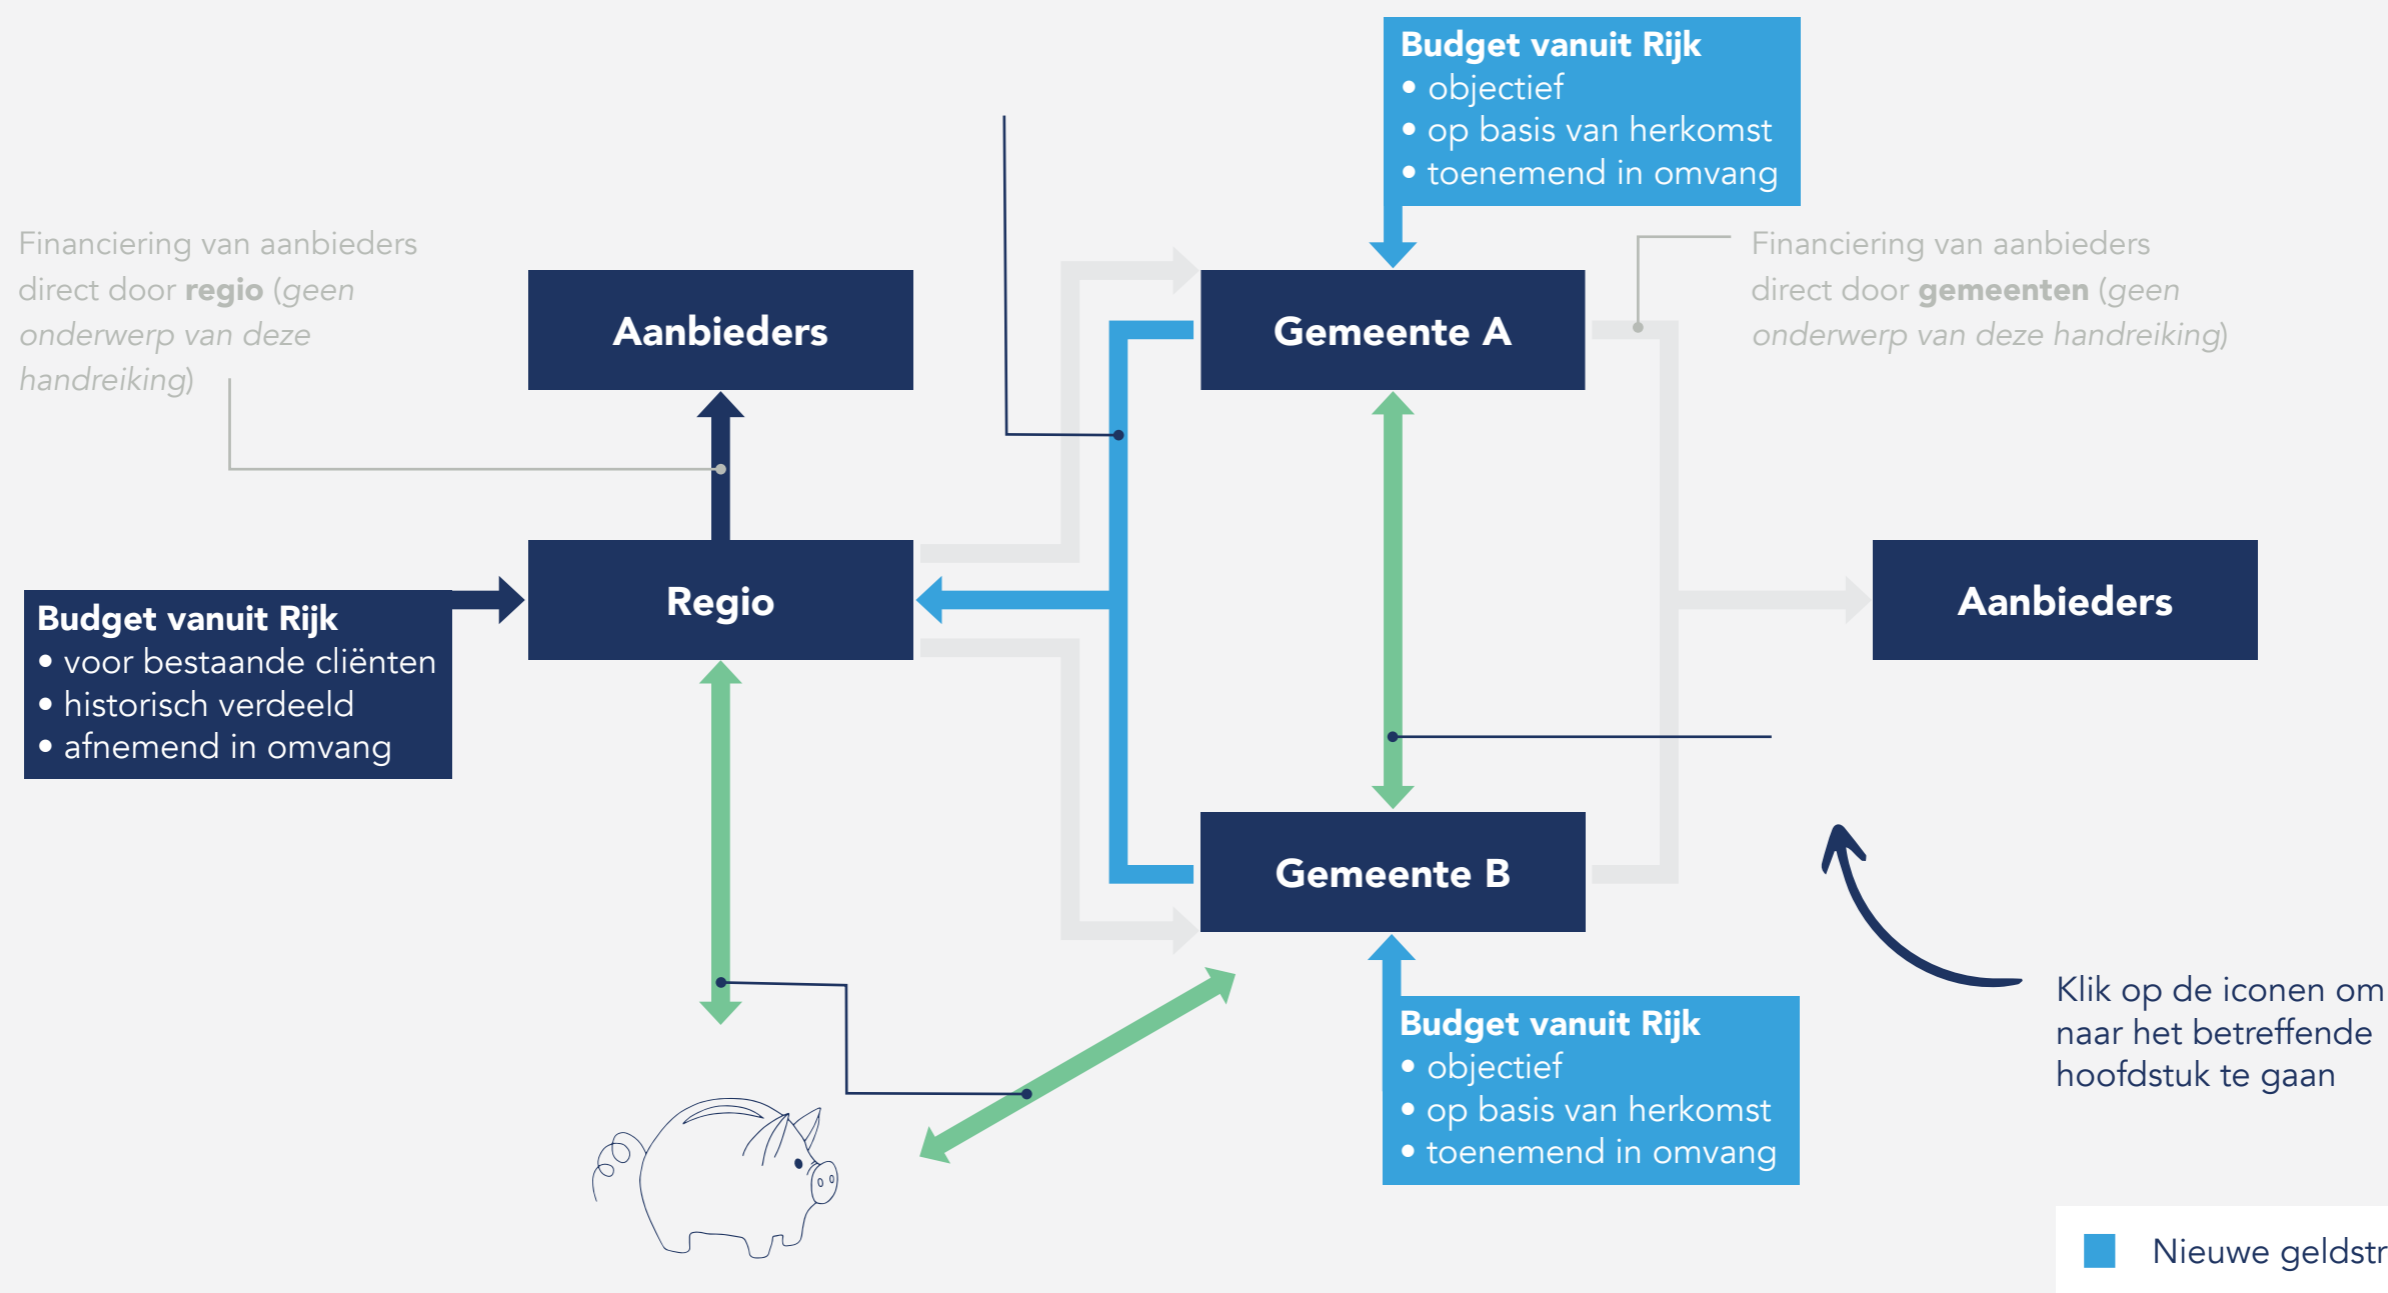 Budget vanuit Rijk
• objectief
• op basis van herkomst
• toenemend in omvang
Financiering van aanbieders
direct door regio (geen
onderwerp van deze
handreiking)
Financiering van aanbieders
direct door gemeenten (geen
onderwerp van deze handreiking)
Aanbieders
Gemeente A
Regio
Aanbieders
Budget vanuit Rijk
• voor bestaande cliënten
• historisch verdeeld
• afnemend in omvang
Gemeente B
Budget vanuit Rijk
• objectief
• op basis van herkomst
• toenemend in omvang
Klik op de iconen om
naar het betreffende
hoofdstuk te gaan
Nieuwe geldstr